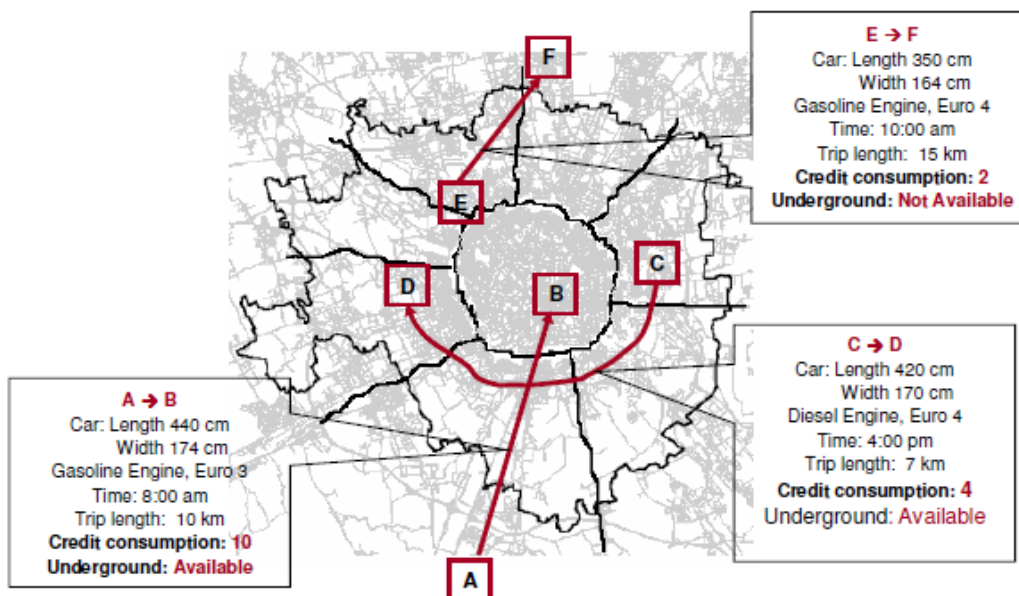 E → F
Car: Length 350 cm
Width 164 cm
Gasoline Engine, Euro 4
Time: 10:00 am
Trip length: 15 km
Credit consumption: 2
Underground: Not Available
F
E
C
D
B
C → D
Car: Length 420 cm
Width 170 cm
Diesel Engine, Euro 4
Time: 4:00 pm
Trip length: 7 km
Credit consumption: 4
Underground: Available
A → B
Car: Length 440 cm
Width 174 cm
Gasoline Engine, Euro 3
Time: 8:00 am
Trip length: 10 km
Credit consumption: 10
Underground: Available
A